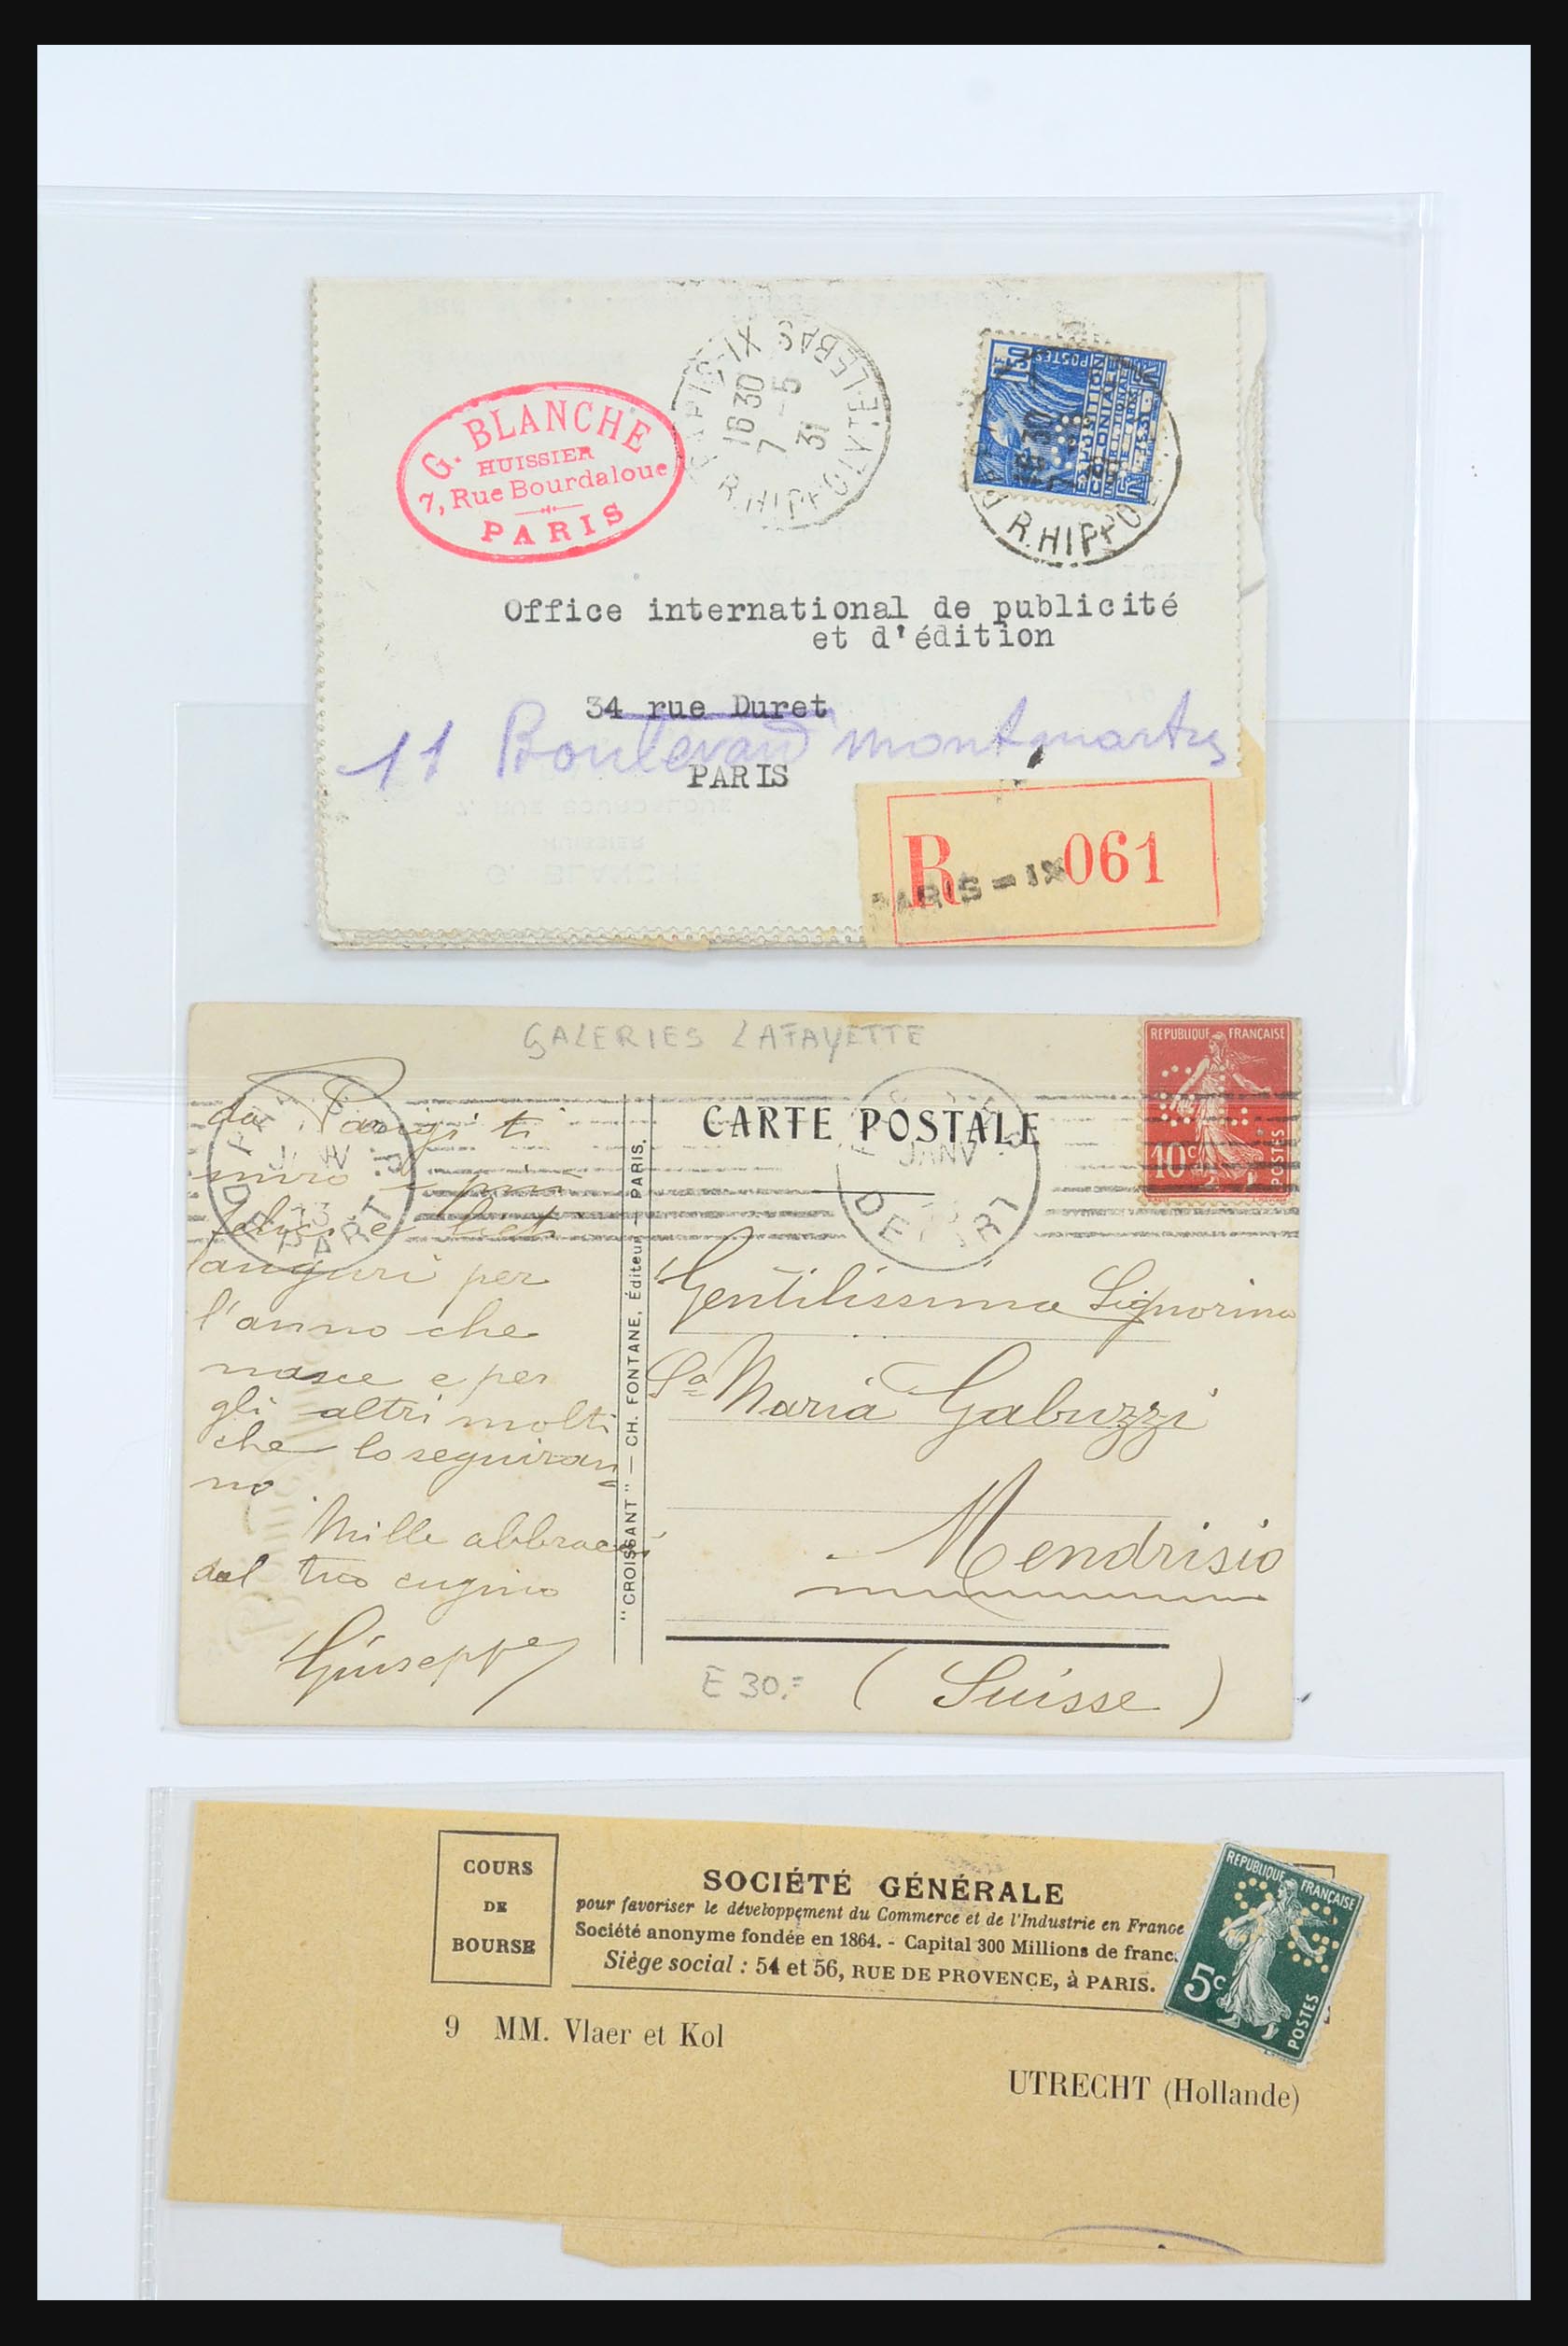 G. BLANCHE
HUISSIER
7, Rue Bourdaloue
PARIS
PARIS-IX
16 30
7 - 5
31
R. HIPPOLYTE-LEBAS
1F50
POSTES
R. HIPPO
Office international de publicité
et d'édition
34 rue Duret
11 Boulevard montmartre
PARIS
R 061
PARIS = IX
GALERIES LAFAYETTE
REPUBLIQUE FRANÇAISE
10c
POSTES
CARTE POSTALE
JANV
DEPART
da Parigi ti
auguri per
l'anno che
nasce e per
gli altri molti
che lo seguiran
no
Mille abbracci
dal tuo cugino
Giuseppe
"CROISSANT" — CH. FONTANE, Éditeur — PARIS.
Gentilissima Signorina
Sa Maria Gabuzzi
Mendrisio
(Suisse)
E 30.=
COURS
DE
BOURSE
SOCIÉTÉ GÉNÉRALE
pour favoriser le développement du Commerce et de l'Industrie en France
Société anonyme fondée en 1864. - Capital 300 Millions de franc.
Siège social : 54 et 56, RUE DE PROVENCE, à PARIS.
REPUBLIQUE FRANÇAISE
5c
POSTES
9 MM. Vlaer et Kol
UTRECHT (Hollande)